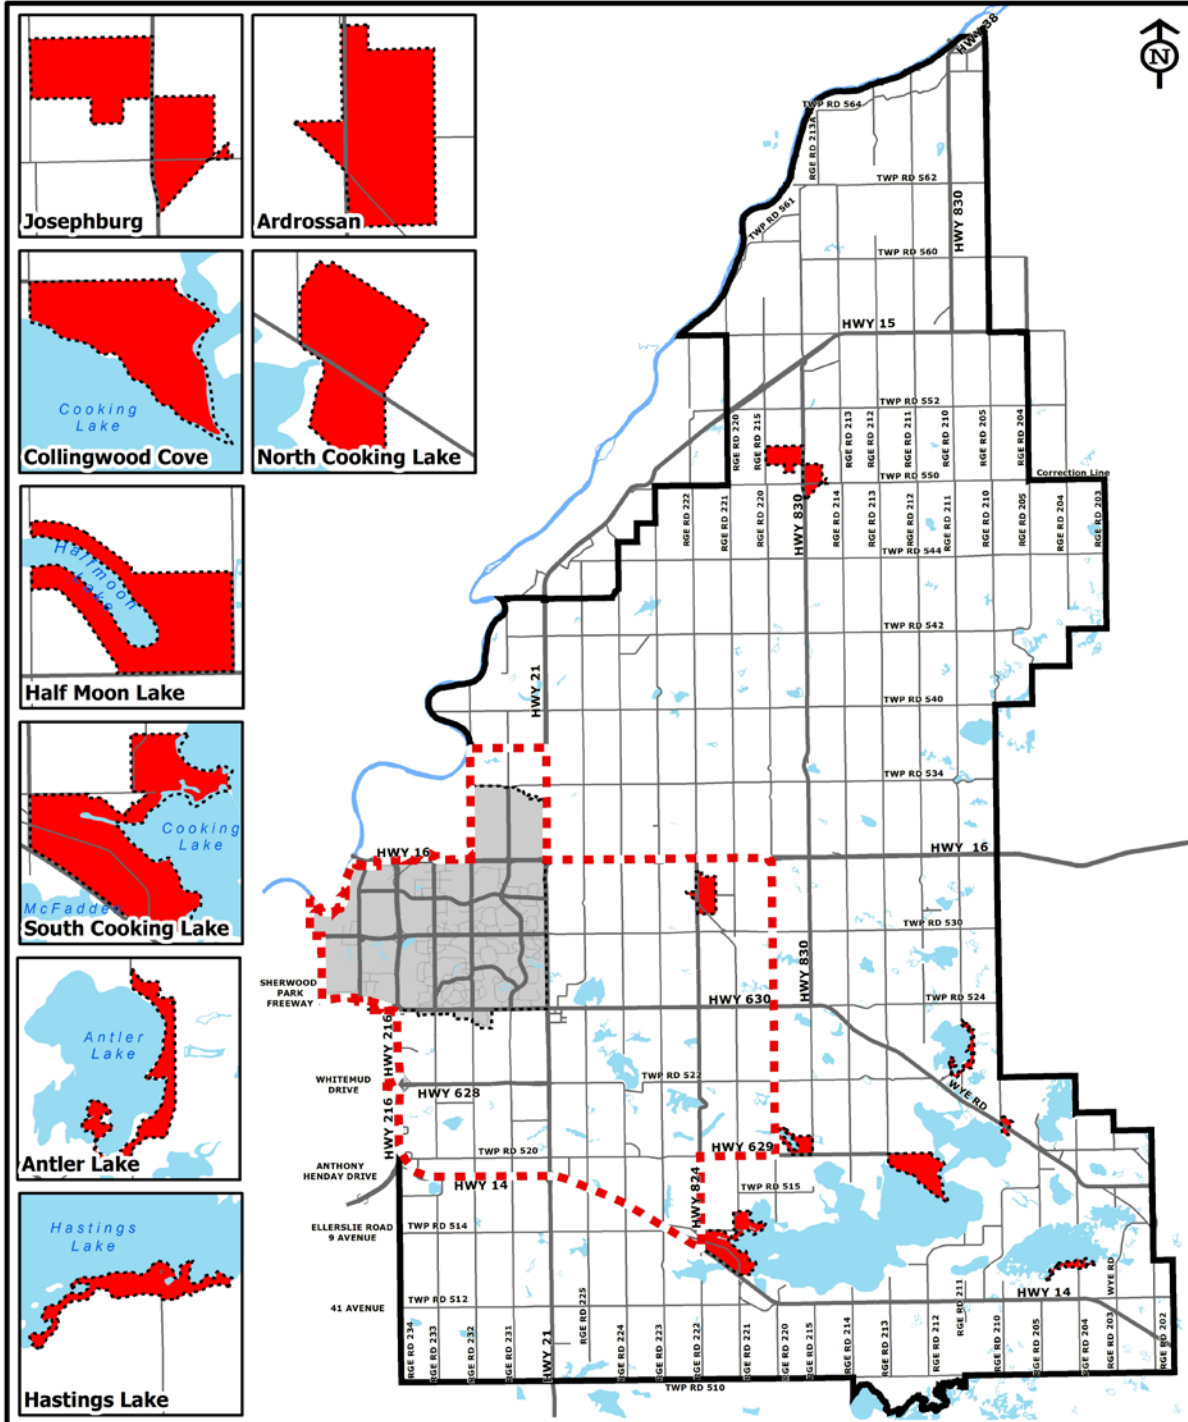 Josephburg
Ardrossan
Cooking
Lake
Collingwood Cove
North Cooking Lake
Halfmoon
Lake
Half Moon Lake
Cooking
Lake
McFadde
South Cooking Lake
Antler
Lake
Antler Lake
Hastings
Lake
Hastings Lake
N
HWY 38
TWP RD 564
RGE RD 213A
TWP RD 562
HWY 830
TWP RD 561
TWP RD 560
HWY 15
TWP RD 552
RGE RD 220
RGE RD 215
RGE RD 213
RGE RD 212
RGE RD 211
RGE RD 210
RGE RD 205
RGE RD 204
Correction Line
TWP RD 550
RGE RD 222
RGE RD 221
RGE RD 220
HWY 830
RGE RD 214
RGE RD 213
RGE RD 212
RGE RD 211
RGE RD 210
RGE RD 205
RGE RD 204
RGE RD 203
TWP RD 544
TWP RD 542
HWY 21
TWP RD 540
TWP RD 534
HWY 16
HWY 16
TWP RD 530
HWY 830
SHERWOOD
PARK
FREEWAY
HWY 630
TWP RD 524
HWY 216
WHITEMUD
DRIVE
TWP RD 522
HWY 628
WYE RD
HWY 216
HWY 629
TWP RD 520
ANTHONY
HENDAY DRIVE
HWY 14
HWY 824
TWP RD 515
ELLERSLIE ROAD
9 AVENUE
TWP RD 514
WYE RD
HWY 14
41 AVENUE
TWP RD 512
RGE RD 234
RGE RD 233
RGE RD 232
RGE RD 231
HWY 21
RGE RD 225
RGE RD 224
RGE RD 223
RGE RD 222
RGE RD 221
RGE RD 220
RGE RD 215
RGE RD 214
RGE RD 213
RGE RD 212
RGE RD 211
RGE RD 210
RGE RD 205
RGE RD 204
RGE RD 203
RGE RD 202
TWP RD 510